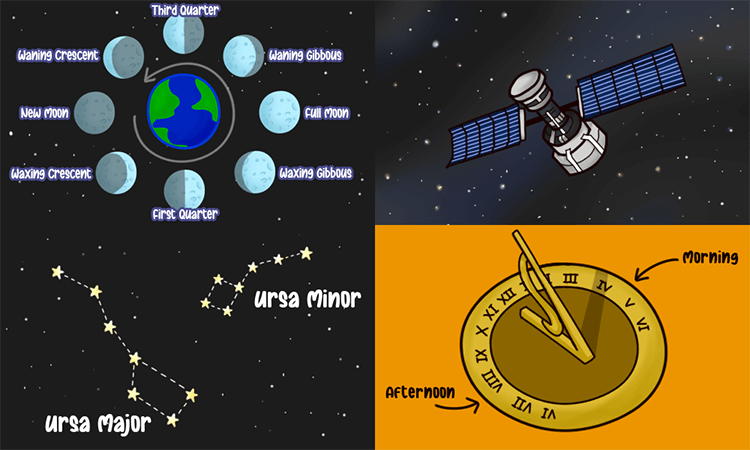 Third Quarter
Waning Crescent
Waning Gibbous
New Moon
Full Moon
Waxing Crescent
Waxing Gibbous
First Quarter
Ursa Minor
Ursa Major
Morning
III
IV
V
VI
XII
XI
X
IX
VIII
VII
VI
Afternoon